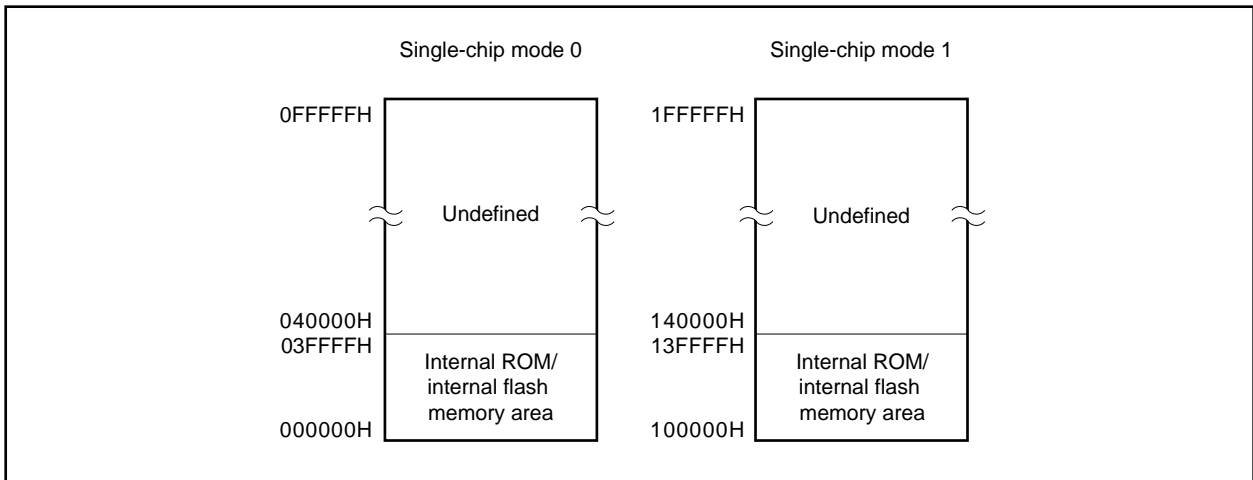 Single-chip mode 0
0FFFFFH
Undefined
040000H
03FFFFH
Internal ROM/
internal flash
memory area
000000H
Single-chip mode 1
1FFFFFH
Undefined
140000H
13FFFFH
Internal ROM/
internal flash
memory area
100000H